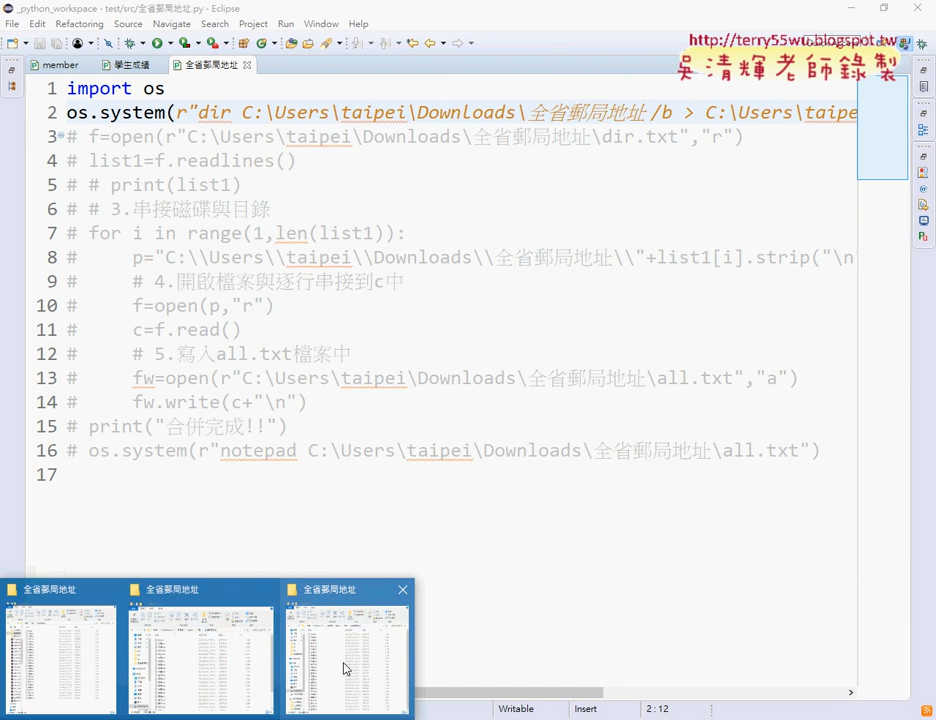 _python_workspace - test/src/全省郵局地址.py - Eclipse
File Edit Refactoring Source Navigate Search Project Run Window Help
http://terry55wu.blogspot.tw
吳清輝老師錄製
member 學生成績 全省郵局地址
1 import os
2 os.system(r"dir C:\Users\taipei\Downloads\全省郵局地址 /b > C:\Users\taipe
3 # f=open(r"C:\Users\taipei\Downloads\全省郵局地址\dir.txt","r")
4 # list1=f.readlines()
5 # # print(list1)
6 # # 3.串接磁碟與目錄
7 # for i in range(1,len(list1)):
8 #     p="C:\\Users\\taipei\\Downloads\\全省郵局地址\\"+list1[i].strip("\n
9 #     # 4.開啟檔案與逐行串接到c中
10 #     f=open(p,"r")
11 #     c=f.read()
12 #     # 5.寫入all.txt檔案中
13 #     fw=open(r"C:\Users\taipei\Downloads\全省郵局地址\all.txt","a")
14 #     fw.write(c+"\n")
15 # print("合併完成!!")
16 # os.system(r"notepad C:\Users\taipei\Downloads\全省郵局地址\all.txt")
17
全省郵局地址 全省郵局地址 全省郵局地址
Writable Insert 2 : 12